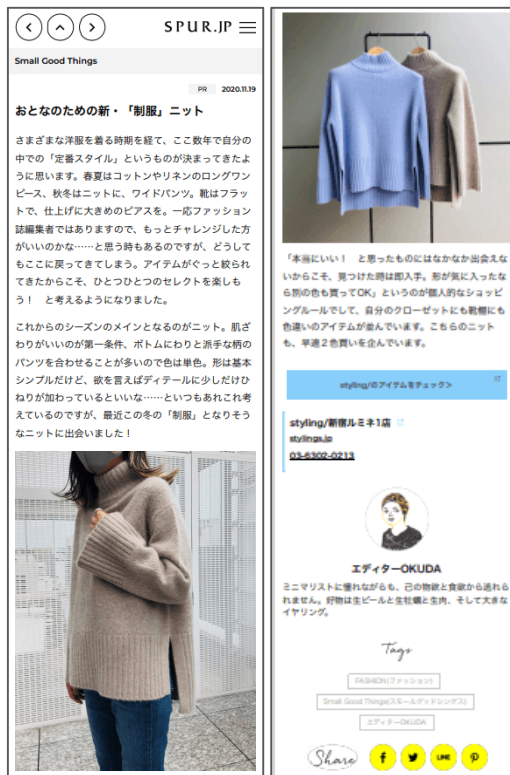 SPUR.JP
Small Good Things
PR 2020.11.19
おとなのための新・「制服」ニット
さまざまな洋服を着る時期を経て、ここ数年で自分の
中での「定番スタイル」というものが決まってきたよ
うに思います。春夏はコットンやリネンのロングワン
ピース、秋冬はニットに、ワイドパンツ。靴はフラッ
トで、仕上げに大きめのピアスを。一応ファッション
誌編集者ではありますので、もっとチャレンジした方
がいいのかな……と思う時もあるのですが、どうして
もここに戻ってきてしまう。アイテムがぐっと絞られ
てきたからこそ、ひとつひとつのセレクトを楽しも
う！ と考えるようになりました。
これからのシーズンのメインとなるのがニット。肌ざ
わりがいいのが第一条件、ボトムにわりと派手な柄の
パンツを合わせることが多いので色は単色。形は基本
シンプルだけど、欲を言えばディテールに少しだけひ
ねりが加わっているといいな……といつもあれこれ考
えているのですが、最近この冬の「制服」となりそう
なニットに出会いました！
「本当にいい！ と思ったものにはなかなか出会えな
いからこそ、見つけた時は即入手。形が気に入ったな
ら別の色も買ってOK」というのが個人的なショッピ
ングルールでして、自分のクローゼットにも靴棚にも
色違いのアイテムが並んでいます。こちらのニット
も、早速２色買いを企んでいます。
styling/のアイテムをチェック＞
styling/新宿ルミネ1店
stylings.jp
03-6302-0213
エディターOKUDA
ミニマリストに憧れながらも、己の物欲と食欲から逃れら
れません。好物は生ビールと生牡蠣と生肉、そして大きな
イヤリング。
Tags
FASHION(ファッション)
Small Good Things(スモールグッドシングス)
エディターOKUDA
Share
LINE